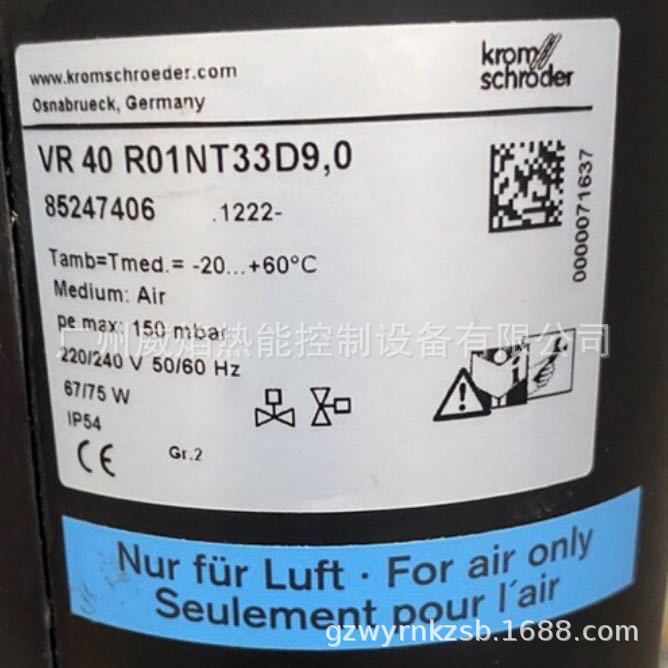 www.kromschroeder.com
Osnabrueck, Germany
krom
schröder
VR 40 R01NT33D9,0
85247406 .1222-
0000071637
Tamb=Tmed.= -20...+60°C
Medium: Air
pe max: 150 mbar
广州威焰热能控制设备有限公司
220/240 V 50/60 Hz
67/75 W
IP54
CE Gr.2
Nur für Luft · For air only
Seulement pour l'air
gzwyrnkzsb.1688.com